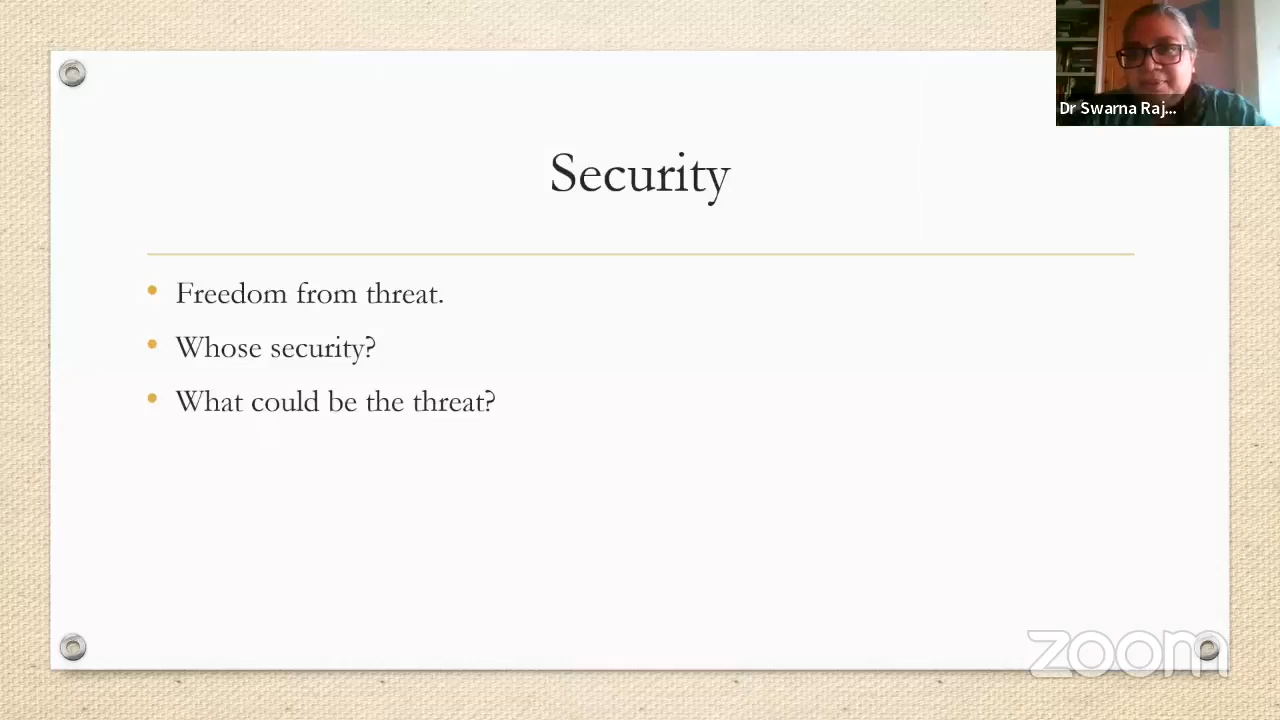 Dr Swarna Raj...
Security
Freedom from threat.
Whose security?
What could be the threat?
zoom